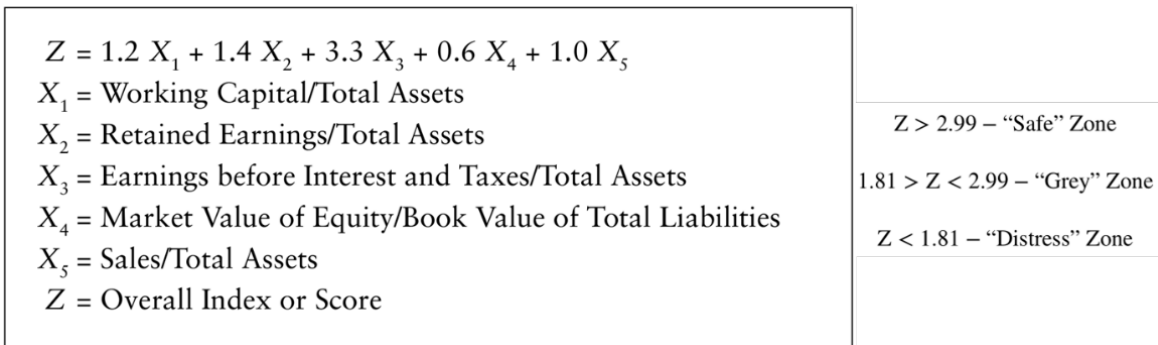 Z = 1.2 X₁ + 1.4 X₂ + 3.3 X₃ + 0.6 X₄ + 1.0 X₅
X₁ = Working Capital/Total Assets
X₂ = Retained Earnings/Total Assets
X₃ = Earnings before Interest and Taxes/Total Assets
X₄ = Market Value of Equity/Book Value of Total Liabilities
X₅ = Sales/Total Assets
Z = Overall Index or Score
Z > 2.99 – “Safe” Zone
1.81 > Z < 2.99 – “Grey” Zone
Z < 1.81 – “Distress” Zone